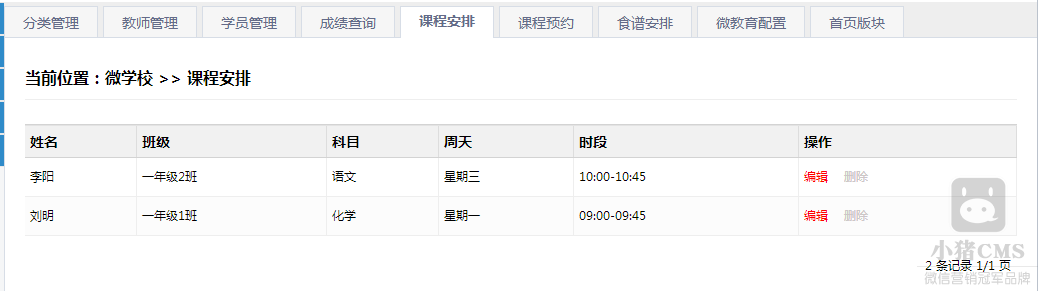 分类管理 教师管理 学员管理 成绩查询 课程安排 课程预约 食谱安排 微教育配置 首页版块
当前位置：微学校 >> 课程安排
姓名 班级 科目 周天 时段 操作
李阳 一年级2班 语文 星期三 10:00-10:45 编辑 删除
刘明 一年级1班 化学 星期一 09:00-09:45 编辑 删除
小猪CMS
2 条记录 1/1 页
微信营销冠军品牌